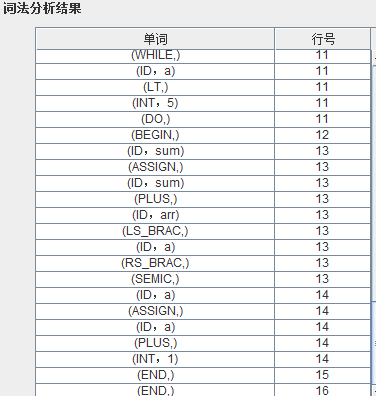 词法分析结果
单词 行号
(WHILE,) 11
(ID，a) 11
(LT,) 11
(INT，5) 11
(DO,) 11
(BEGIN,) 12
(ID，sum) 13
(ASSIGN,) 13
(ID，sum) 13
(PLUS,) 13
(ID，arr) 13
(LS_BRAC,) 13
(ID，a) 13
(RS_BRAC,) 13
(SEMIC,) 13
(ID，a) 14
(ASSIGN,) 14
(ID，a) 14
(PLUS,) 14
(INT，1) 14
(END,) 15
(END,) 16